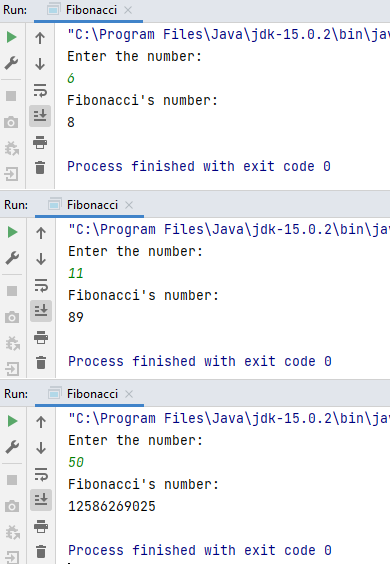 Run: Fibonacci ×
"C:\Program Files\Java\jdk-15.0.2\bin\jav
Enter the number:
6
Fibonacci's number:
8
Process finished with exit code 0
Run: Fibonacci ×
"C:\Program Files\Java\jdk-15.0.2\bin\jav
Enter the number:
11
Fibonacci's number:
89
Process finished with exit code 0
Run: Fibonacci ×
"C:\Program Files\Java\jdk-15.0.2\bin\jav
Enter the number:
50
Fibonacci's number:
12586269025
Process finished with exit code 0